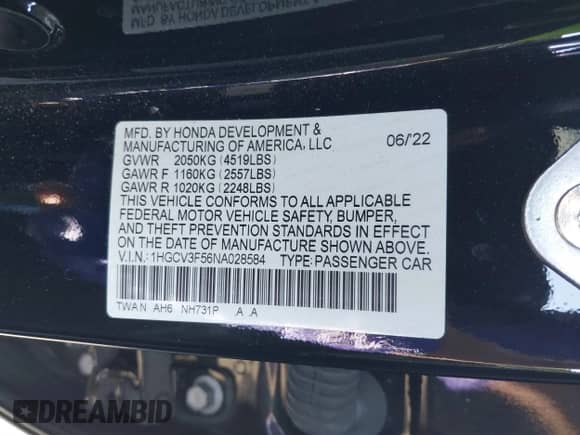 MFD. BY HONDA DEVELOPMENT &
MANUFACTURING OF AMERICA, LLC 06/22
GVWR 2050KG (4519LBS)
GAWR F 1160KG (2557LBS)
GAWR R 1020KG (2248LBS)
THIS VEHICLE CONFORMS TO ALL APPLICABLE
FEDERAL MOTOR VEHICLE SAFETY, BUMPER,
AND THEFT PREVENTION STANDARDS IN EFFECT
ON THE DATE OF MANUFACTURE SHOWN ABOVE.
V.I.N.: 1HGCV3F56NA028584 TYPE: PASSENGER CAR
TWA N AH6 NH731P A A
DREAMBID